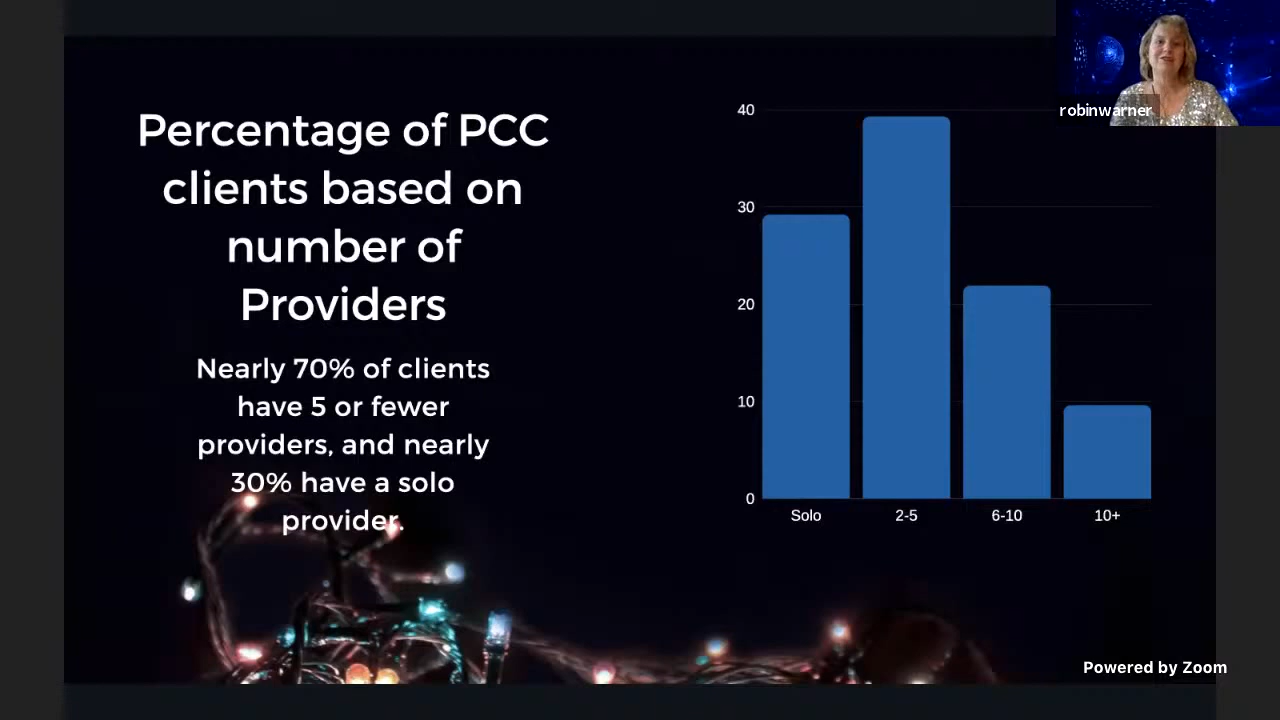 Percentage of PCC
clients based on
number of
Providers
Nearly 70% of clients
have 5 or fewer
providers, and nearly
30% have a solo
provider.
40
30
20
10
0
Solo
2-5
6-10
10+
robinwarner
Powered by Zoom